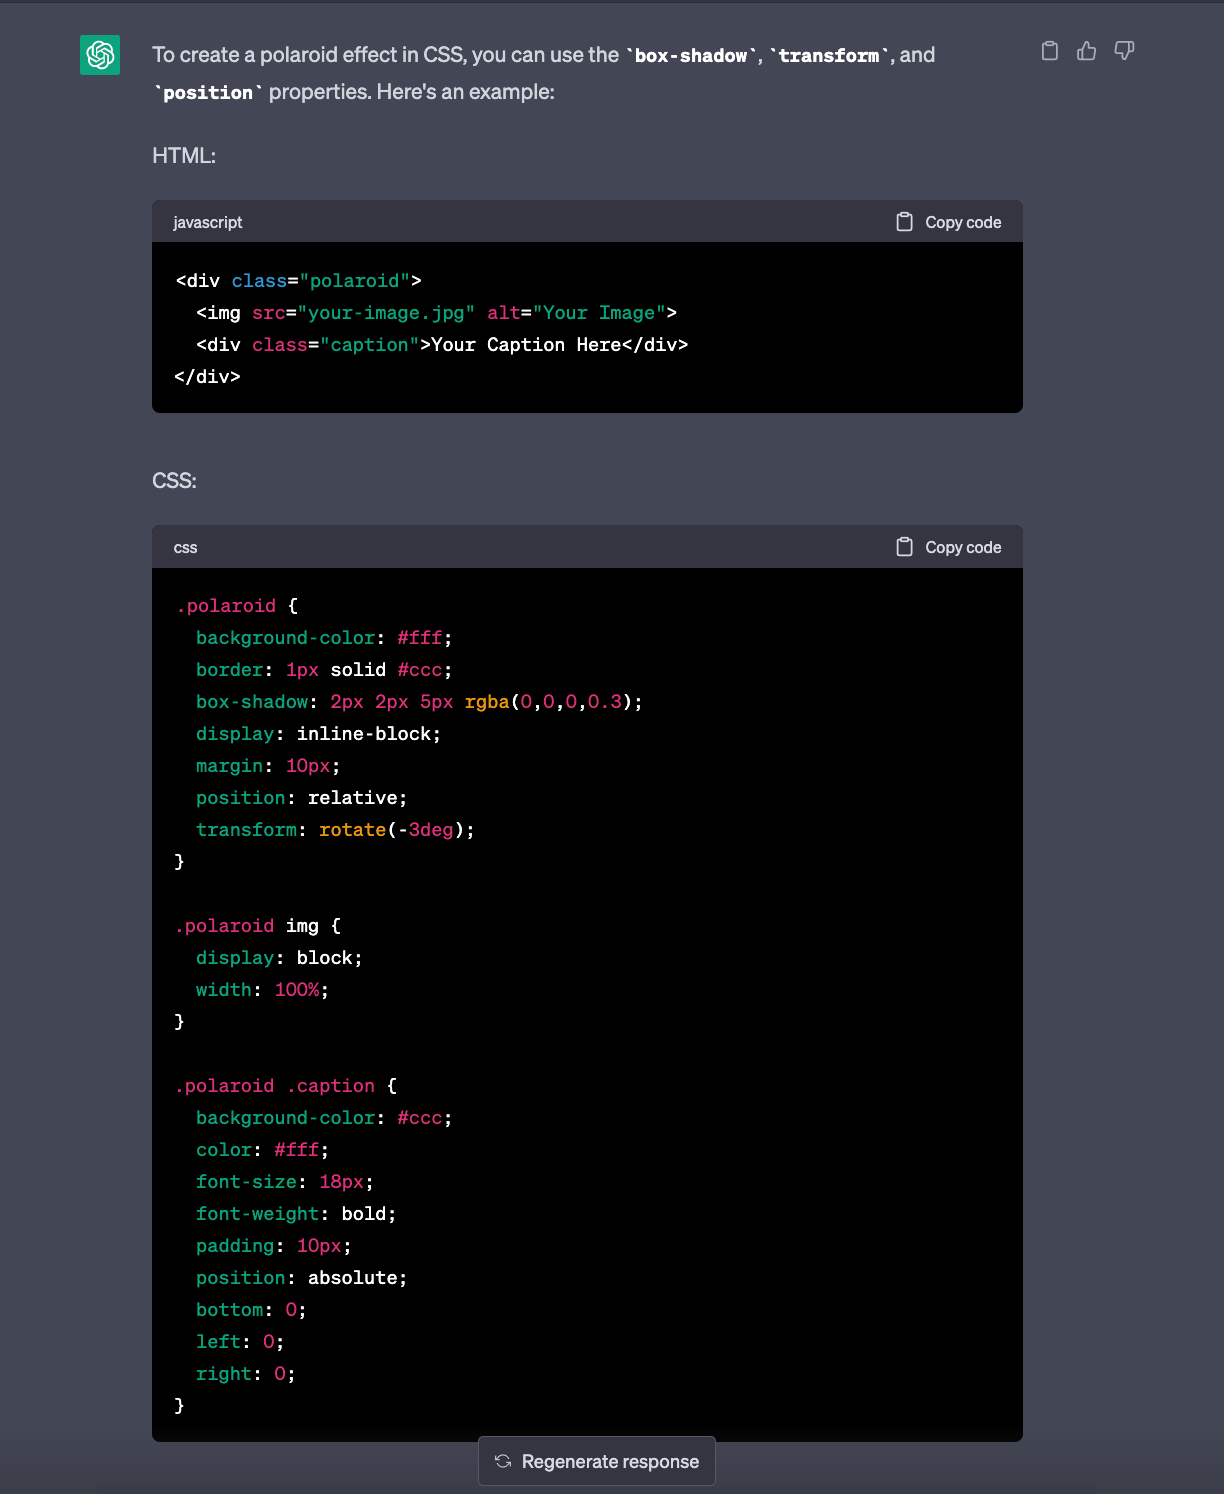 To create a polaroid effect in CSS, you can use the `box-shadow`, `transform`, and
`position` properties. Here's an example:
HTML:
javascript Copy code
<div class="polaroid">
  <img src="your-image.jpg" alt="Your Image">
  <div class="caption">Your Caption Here</div>
</div>
CSS:
css Copy code
.polaroid {
  background-color: #fff;
  border: 1px solid #ccc;
  box-shadow: 2px 2px 5px rgba(0,0,0,0.3);
  display: inline-block;
  margin: 10px;
  position: relative;
  transform: rotate(-3deg);
}
.polaroid img {
  display: block;
  width: 100%;
}
.polaroid .caption {
  background-color: #ccc;
  color: #fff;
  font-size: 18px;
  font-weight: bold;
  padding: 10px;
  position: absolute;
  bottom: 0;
  left: 0;
  right: 0;
}
Regenerate response